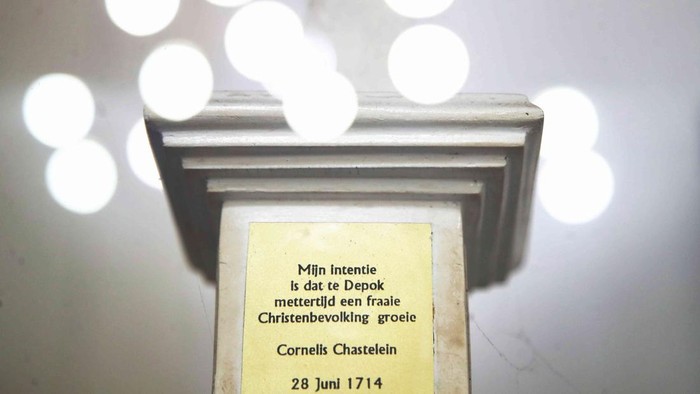 Mijn intentie
is dat te Depok
mettertijd een fraaie
Christenbevolking groeie
Cornelis Chastelein
28 Juni 1714